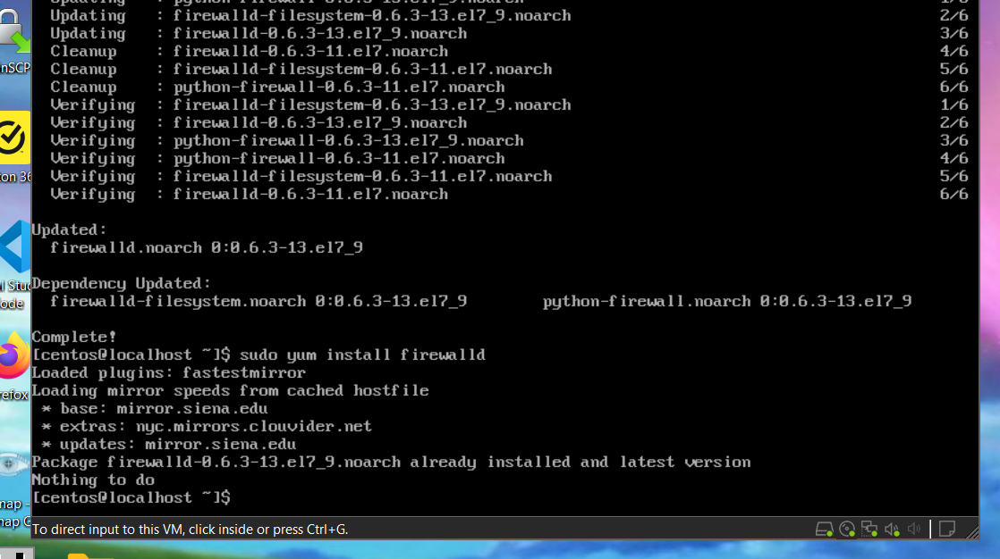 Updating : firewalld-filesystem-0.6.3-13.el7_9.noarch 2/6
Updating : firewalld-0.6.3-13.el7_9.noarch 3/6
Cleanup : firewalld-0.6.3-11.el7.noarch 4/6
Cleanup : firewalld-filesystem-0.6.3-11.el7.noarch 5/6
Cleanup : python-firewall-0.6.3-11.el7.noarch 6/6
Verifying : firewalld-filesystem-0.6.3-13.el7_9.noarch 1/6
Verifying : firewalld-0.6.3-13.el7_9.noarch 2/6
Verifying : python-firewall-0.6.3-13.el7_9.noarch 3/6
Verifying : python-firewall-0.6.3-11.el7.noarch 4/6
Verifying : firewalld-filesystem-0.6.3-11.el7.noarch 5/6
Verifying : firewalld-0.6.3-11.el7.noarch 6/6
Updated:
firewalld.noarch 0:0.6.3-13.el7_9
Dependency Updated:
firewalld-filesystem.noarch 0:0.6.3-13.el7_9 python-firewall.noarch 0:0.6.3-13.el7_9
Complete!
[centos@localhost ~]$ sudo yum install firewalld
Loaded plugins: fastestmirror
Loading mirror speeds from cached hostfile
* base: mirror.siena.edu
* extras: nyc.mirrors.clouvider.net
* updates: mirror.siena.edu
Package firewalld-0.6.3-13.el7_9.noarch already installed and latest version
Nothing to do
[centos@localhost ~]$
To direct input to this VM, click inside or press Ctrl+G.
nSCP
on 36
l Stud
ode
refox
map -
map G